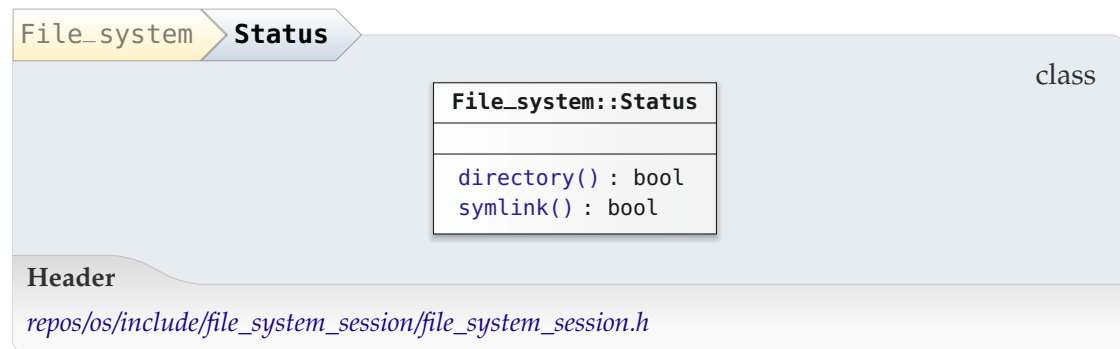 File_system Status
class
File_system::Status
directory() : bool
symlink() : bool
Header
repos/os/include/file_system_session/file_system_session.h